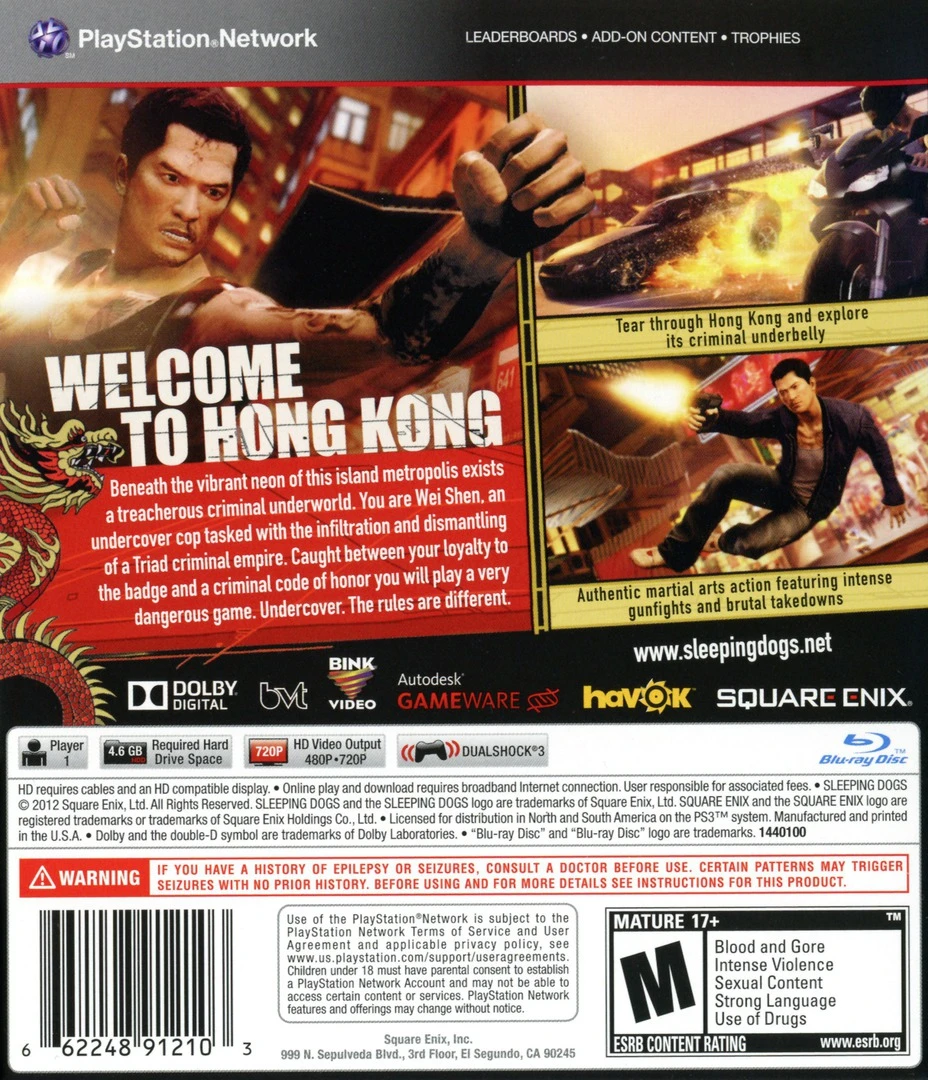 PlayStation®Network
SM
LEADERBOARDS • ADD-ON CONTENT • TROPHIES
641
WELCOME
TO HONG KONG
Beneath the vibrant neon of this island metropolis exists
a treacherous criminal underworld. You are Wei Shen, an
undercover cop tasked with the infiltration and dismantling
of a Triad criminal empire. Caught between your loyalty to
the badge and a criminal code of honor you will play a very
dangerous game. Undercover. The rules are different.
Tear through Hong Kong and explore
its criminal underbelly
Authentic martial arts action featuring intense
gunfights and brutal takedowns
www.sleepingdogs.net
DOLBY
DIGITAL
bvt
BINK
VIDEO
Autodesk®
GAMEWARE
havok
SQUARE ENIX®
Player
1
4.6 GB
HDD
Required Hard
Drive Space
720P
HD Video Output
480P•720P
DUALSHOCK®3
Blu-ray Disc™
HD requires cables and an HD compatible display. • Online play and download requires broadband Internet connection. User responsible for associated fees. • SLEEPING DOGS
© 2012 Square Enix, Ltd. All Rights Reserved. SLEEPING DOGS and the SLEEPING DOGS logo are trademarks of Square Enix, Ltd. SQUARE ENIX and the SQUARE ENIX logo are
registered trademarks or trademarks of Square Enix Holdings Co., Ltd. • Licensed for distribution in North and South America on the PS3™ system. Manufactured and printed
in the U.S.A. • Dolby and the double-D symbol are trademarks of Dolby Laboratories. • “Blu-ray Disc” and “Blu-ray Disc” logo are trademarks. 1440100
WARNING
IF YOU HAVE A HISTORY OF EPILEPSY OR SEIZURES, CONSULT A DOCTOR BEFORE USE. CERTAIN PATTERNS MAY TRIGGER
SEIZURES WITH NO PRIOR HISTORY. BEFORE USING AND FOR MORE DETAILS SEE INSTRUCTIONS FOR THIS PRODUCT.
6 62248 91210 3
Use of the PlayStation®Network is subject to the
PlayStation Network Terms of Service and User
Agreement and applicable privacy policy, see
www.us.playstation.com/support/useragreements.
Children under 18 must have parental consent to establish
a PlayStation Network Account and may not be able to
access certain content or services. PlayStation Network
features and offerings may change without notice.
Square Enix, Inc.
999 N. Sepulveda Blvd., 3rd Floor, El Segundo, CA 90245
MATURE 17+
TM
M
Blood and Gore
Intense Violence
Sexual Content
Strong Language
Use of Drugs
ESRB CONTENT RATING
www.esrb.org